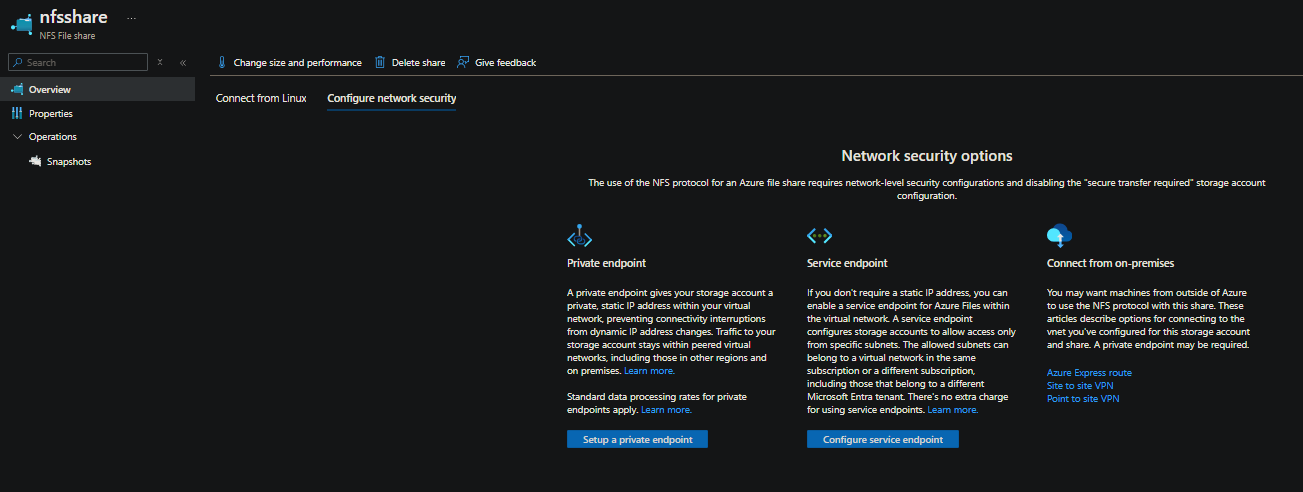 nfsshare ...
NFS File share
Search
Overview
Properties
Operations
Snapshots
Change size and performance Delete share Give feedback
Connect from Linux Configure network security
Network security options
The use of the NFS protocol for an Azure file share requires network-level security configurations and disabling the "secure transfer required" storage account
configuration.
Private endpoint
A private endpoint gives your storage account a
private, static IP address within your virtual
network, preventing connectivity interruptions
from dynamic IP address changes. Traffic to your
storage account stays within peered virtual
networks, including those in other regions and
on premises. Learn more.
Standard data processing rates for private
endpoints apply. Learn more.
Setup a private endpoint
Service endpoint
If you don't require a static IP address, you can
enable a service endpoint for Azure Files within
the virtual network. A service endpoint
configures storage accounts to allow access only
from specific subnets. The allowed subnets can
belong to a virtual network in the same
subscription or a different subscription,
including those that belong to a different
Microsoft Entra tenant. There's no extra charge
for using service endpoints. Learn more.
Configure service endpoint
Connect from on-premises
You may want machines from outside of Azure
to use the NFS protocol with this share. These
articles describe options for connecting to the
vnet you've configured for this storage account
and share. A private endpoint may be required.
Azure Express route
Site to site VPN
Point to site VPN